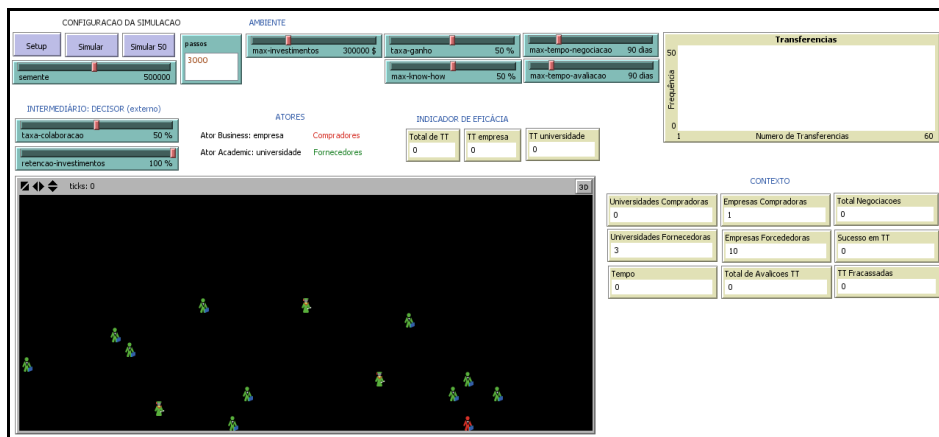 CONFIGURACAO DA SIMULACAO
AMBIENTE
Setup
Simular
Simular 50
passos
3000
semente 500000
max-investimentos 300000 $
taxa-ganho 50 %
max-know-how 50 %
max-tempo-negociacao 90 dias
max-tempo-avaliacao 90 dias
Transferencias
50
Frequência
0
1
Numero de Transferencias
60
INTERMEDIÁRIO: DECISOR (externo)
taxa-colaboracao 50 %
retencao-investimentos 100 %
ATORES
Ator Business: empresa Compradores
Ator Academic: universidade Fornecedores
INDICADOR DE EFICÁCIA
Total de TT
0
TT empresa
0
TT universidade
0
ticks: 0
3D
CONTEXTO
Universidades Compradoras
0
Empresas Compradoras
1
Total Negociacoes
0
Universidades Fornecedoras
3
Empresas Forcededoras
10
Sucesso em TT
0
Tempo
0
Total de Avalicoes TT
0
TT Fracassadas
0